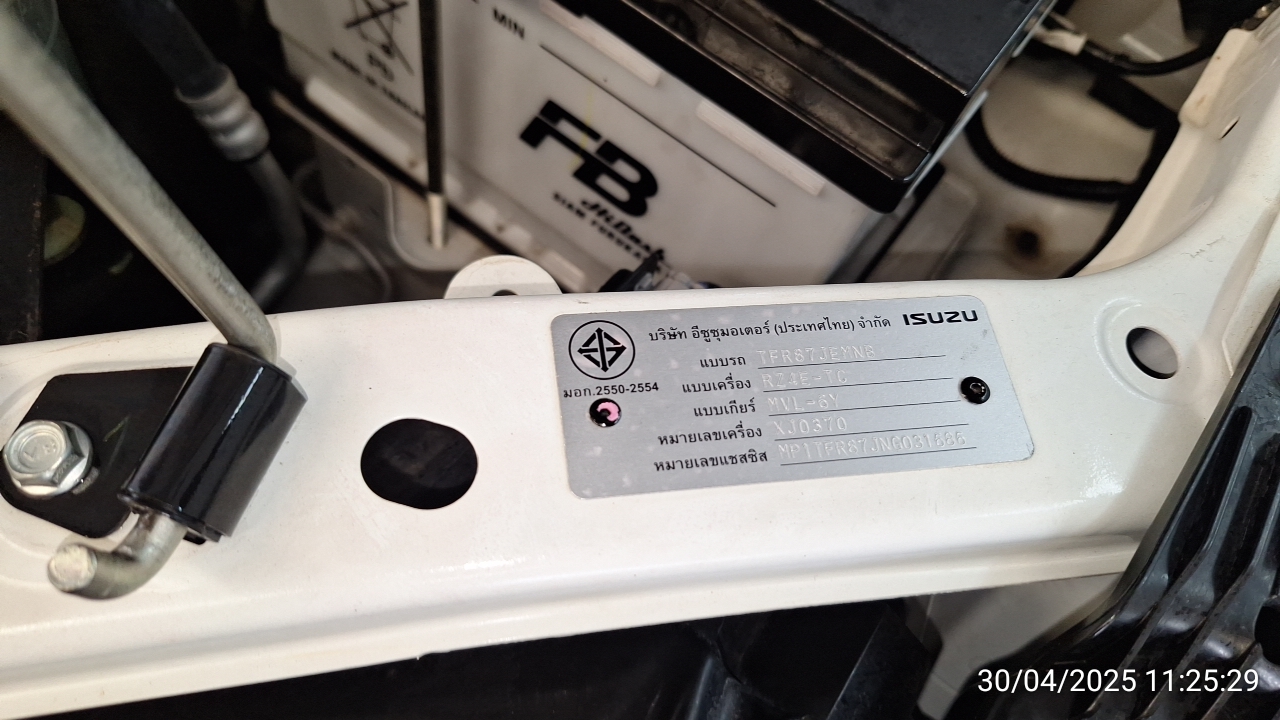 MIN
Pb
FB
บริษัท อีซูซุมอเตอร์ (ประเทศไทย) จำกัด ISUZU
แบบรถ TFR87JEMN9
มอก.2550-2554
แบบเครื่อง RZ4E-TC
แบบเกียร์ MVL-6Y
หมายเลขเครื่อง XJ0370
หมายเลขแชสซิส MP1TFR87JNG031666
30/04/2025 11:25:29